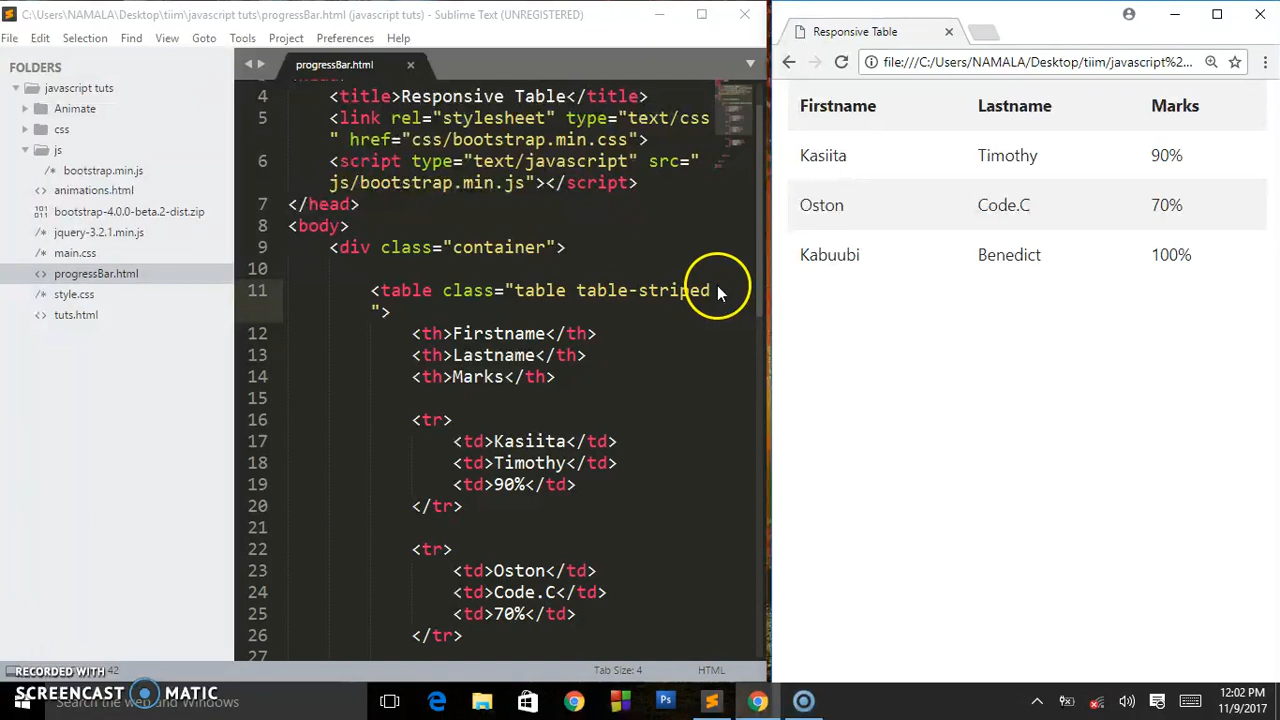 C:\Users\NAMALA\Desktop\tiim\javascript tuts\progressBar.html (javascript tuts) - Sublime Text (UNREGISTERED)
File Edit Selection Find View Goto Tools Project Preferences Help
FOLDERS
javascript tuts
Animate
css
js
bootstrap.min.js
animations.html
bootstrap-4.0.0-beta.2-dist.zip
jquery-3.2.1.min.js
main.css
progressBar.html
style.css
tuts.html
progressBar.html
4 <title>Responsive Table</title>
5 <link rel="stylesheet" type="text/css
" href="css/bootstrap.min.css">
6 <script type="text/javascript" src="
js/bootstrap.min.js"></script>
7 </head>
8 <body>
9 <div class="container">
10
11 <table class="table table-striped
">
12 <th>Firstname</th>
13 <th>Lastname</th>
14 <th>Marks</th>
15
16 <tr>
17 <td>Kasiita</td>
18 <td>Timothy</td>
19 <td>90%</td>
20 </tr>
21
22 <tr>
23 <td>Oston</td>
24 <td>Code.C</td>
25 <td>70%</td>
26 </tr>
27
42 Tab Size: 4 HTML
Responsive Table
file:///C:/Users/NAMALA/Desktop/tiim/javascript%2...
Firstname Lastname Marks
Kasiita Timothy 90%
Oston Code.C 70%
Kabuubi Benedict 100%
RECORDED WITH
SCREENCAST MATIC
Search the web and Windows
Ps
12:02 PM
11/9/2017